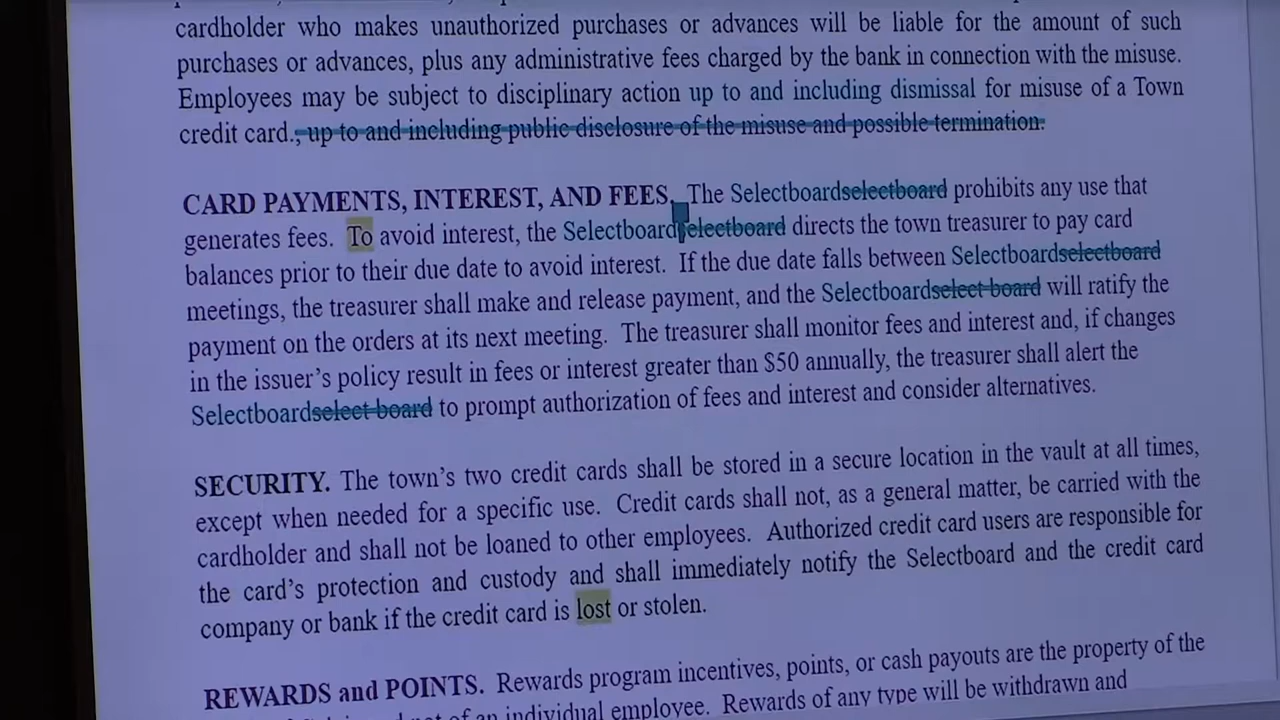 cardholder who makes unauthorized purchases or advances will be liable for the amount of such
purchases or advances, plus any administrative fees charged by the bank in connection with the misuse.
Employees may be subject to disciplinary action up to and including dismissal for misuse of a Town
credit card., up to and including public disclosure of the misuse and possible termination.
CARD PAYMENTS, INTEREST, AND FEES. The Selectboardselectboard prohibits any use that
generates fees. To avoid interest, the Selectboardselectboard directs the town treasurer to pay card
balances prior to their due date to avoid interest. If the due date falls between Selectboardselectboard
meetings, the treasurer shall make and release payment, and the Selectboardselect board will ratify the
payment on the orders at its next meeting. The treasurer shall monitor fees and interest and, if changes
in the issuer's policy result in fees or interest greater than $50 annually, the treasurer shall alert the
Selectboardselect board to prompt authorization of fees and interest and consider alternatives.
SECURITY. The town's two credit cards shall be stored in a secure location in the vault at all times,
except when needed for a specific use. Credit cards shall not, as a general matter, be carried with the
cardholder and shall not be loaned to other employees. Authorized credit card users are responsible for
the card's protection and custody and shall immediately notify the Selectboard and the credit card
company or bank if the credit card is lost or stolen.
REWARDS and POINTS. Rewards program incentives, points, or cash payouts are the property of the
not of an individual employee. Rewards of any type will be withdrawn and